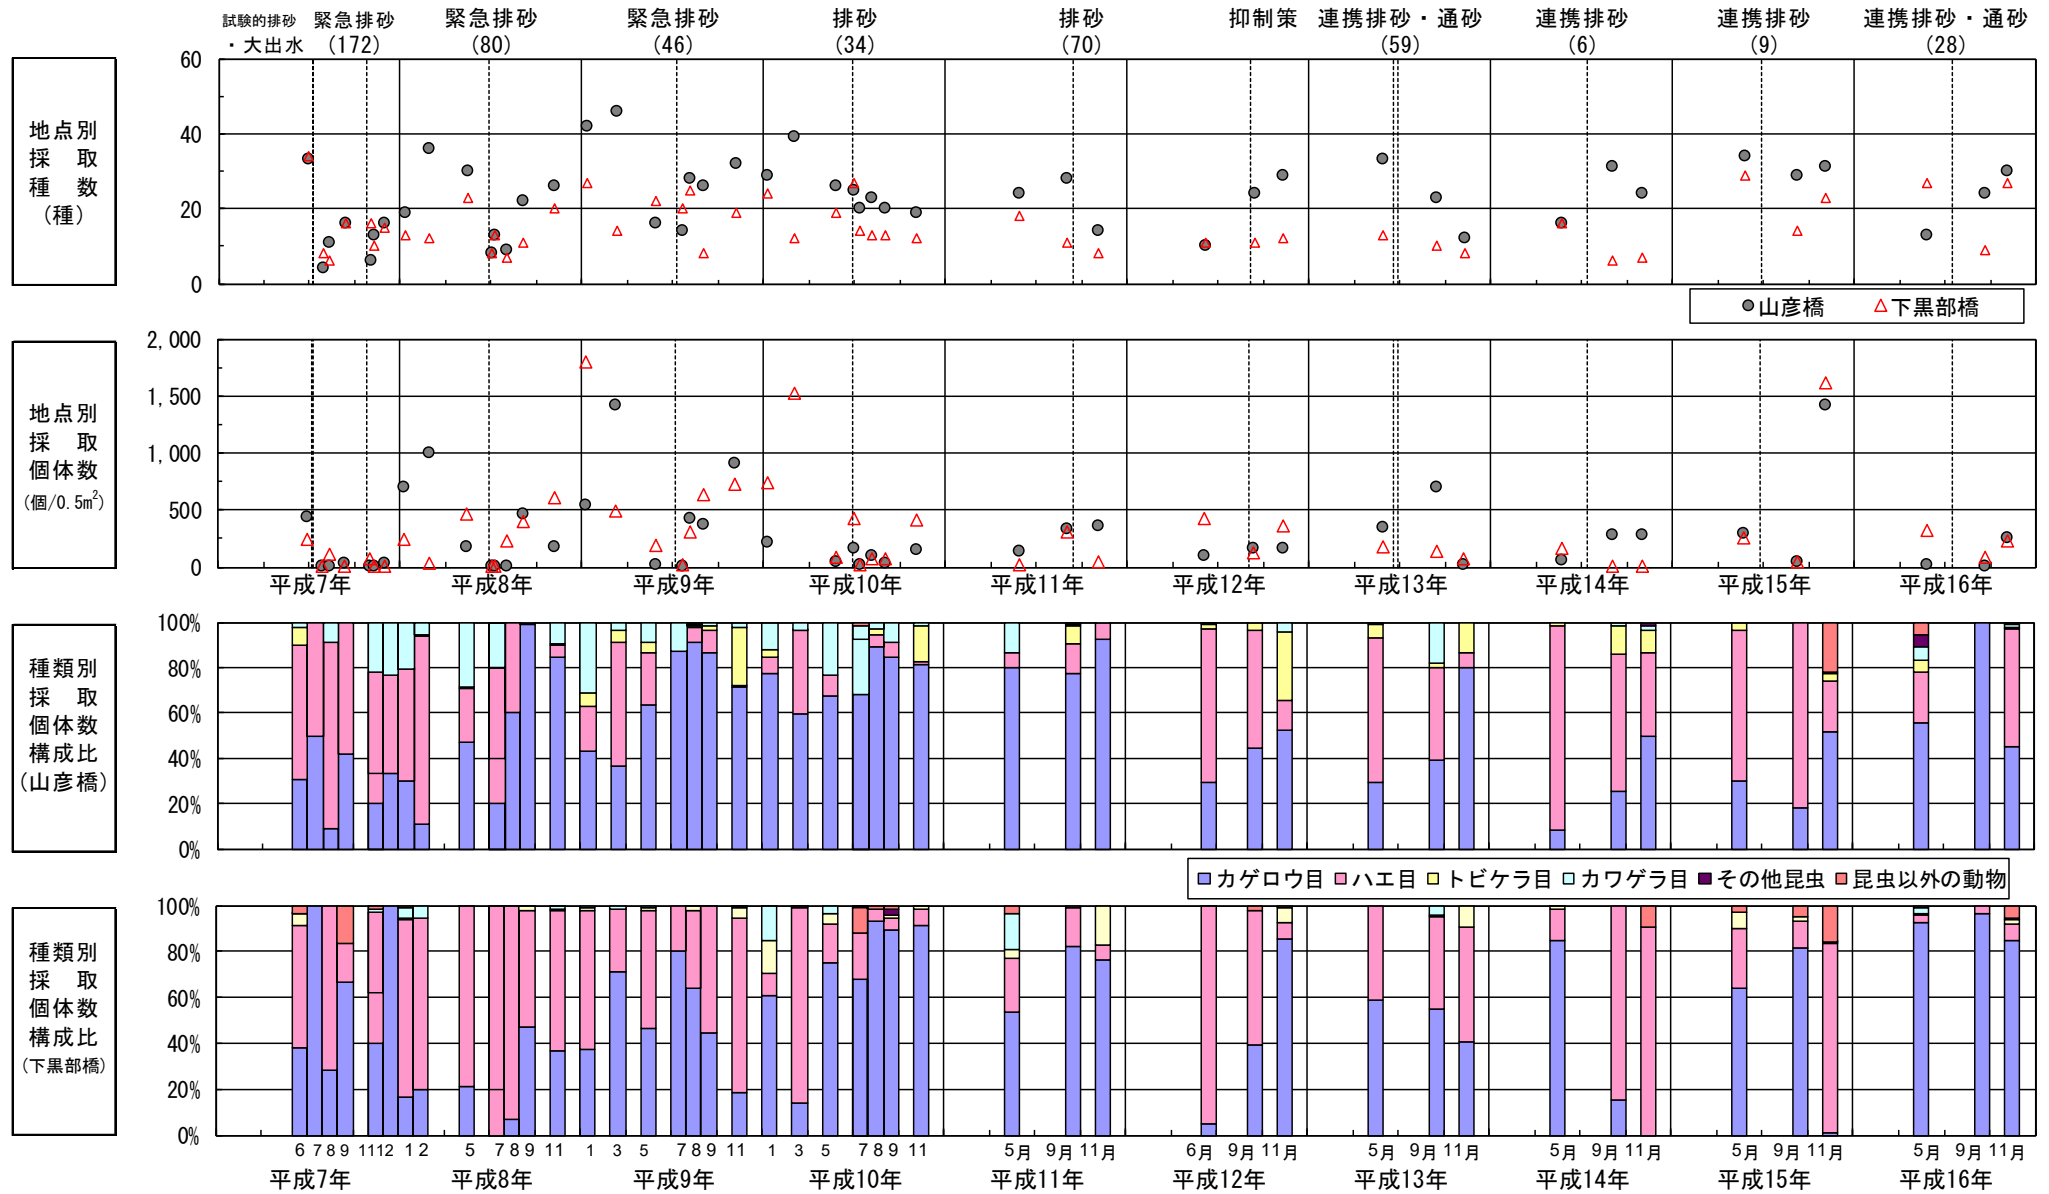 試験的排砂 緊急排砂 緊急排砂 緊急排砂 排砂 排砂 抑制策 連携排砂・通砂 連携排砂 連携排砂 連携排砂・通砂
・大出水 (172) (80) (46) (34) (70) (59) (6) (9) (28)
地点別
採　取
種　数
(種)
60
40
20
0
山彦橋 下黒部橋
地点別
採　取
個体数
(個/0.5m²)
2,000
1,500
1,000
500
0
平成7年 平成8年 平成9年 平成10年 平成11年 平成12年 平成13年 平成14年 平成15年 平成16年
種類別
採　取
個体数
構成比
(山彦橋)
100%
80%
60%
40%
20%
0%
カゲロウ目 ハエ目 トビケラ目 カワゲラ目 その他昆虫 昆虫以外の動物
種類別
採　取
個体数
構成比
(下黒部橋)
100%
80%
60%
40%
20%
0%
6 7 8 9 11 12 1 2 5 7 8 9 11 1 3 5 7 8 9 11 1 3 5 7 8 9 11 5月 9月 11月 6月 9月 11月 5月 9月 11月 5月 9月 11月 5月 9月 11月 5月 9月 11月
平成7年 平成8年 平成9年 平成10年 平成11年 平成12年 平成13年 平成14年 平成15年 平成16年